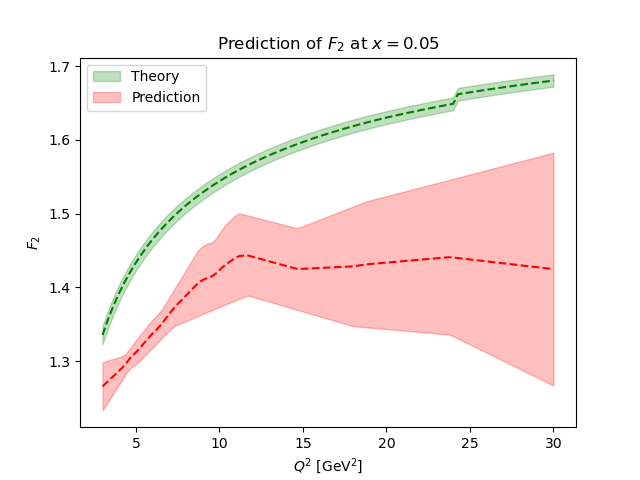 Prediction of F₂ at x = 0.05
Theory
Prediction
1.7
1.6
1.5
1.4
1.3
F₂
5
10
15
20
25
30
Q² [GeV²]